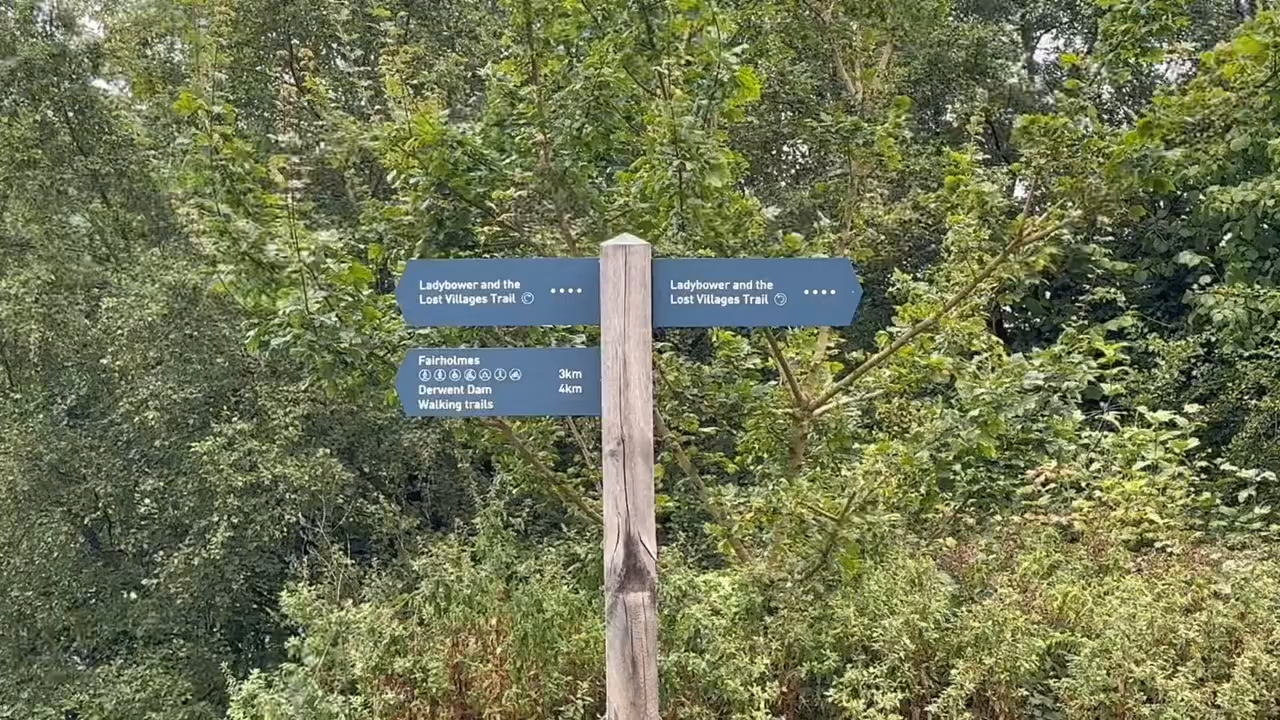 Ladybower and the
Lost Villages Trail
Ladybower and the
Lost Villages Trail
Fairholmes
3km
Derwent Dam 4km
Walking trails